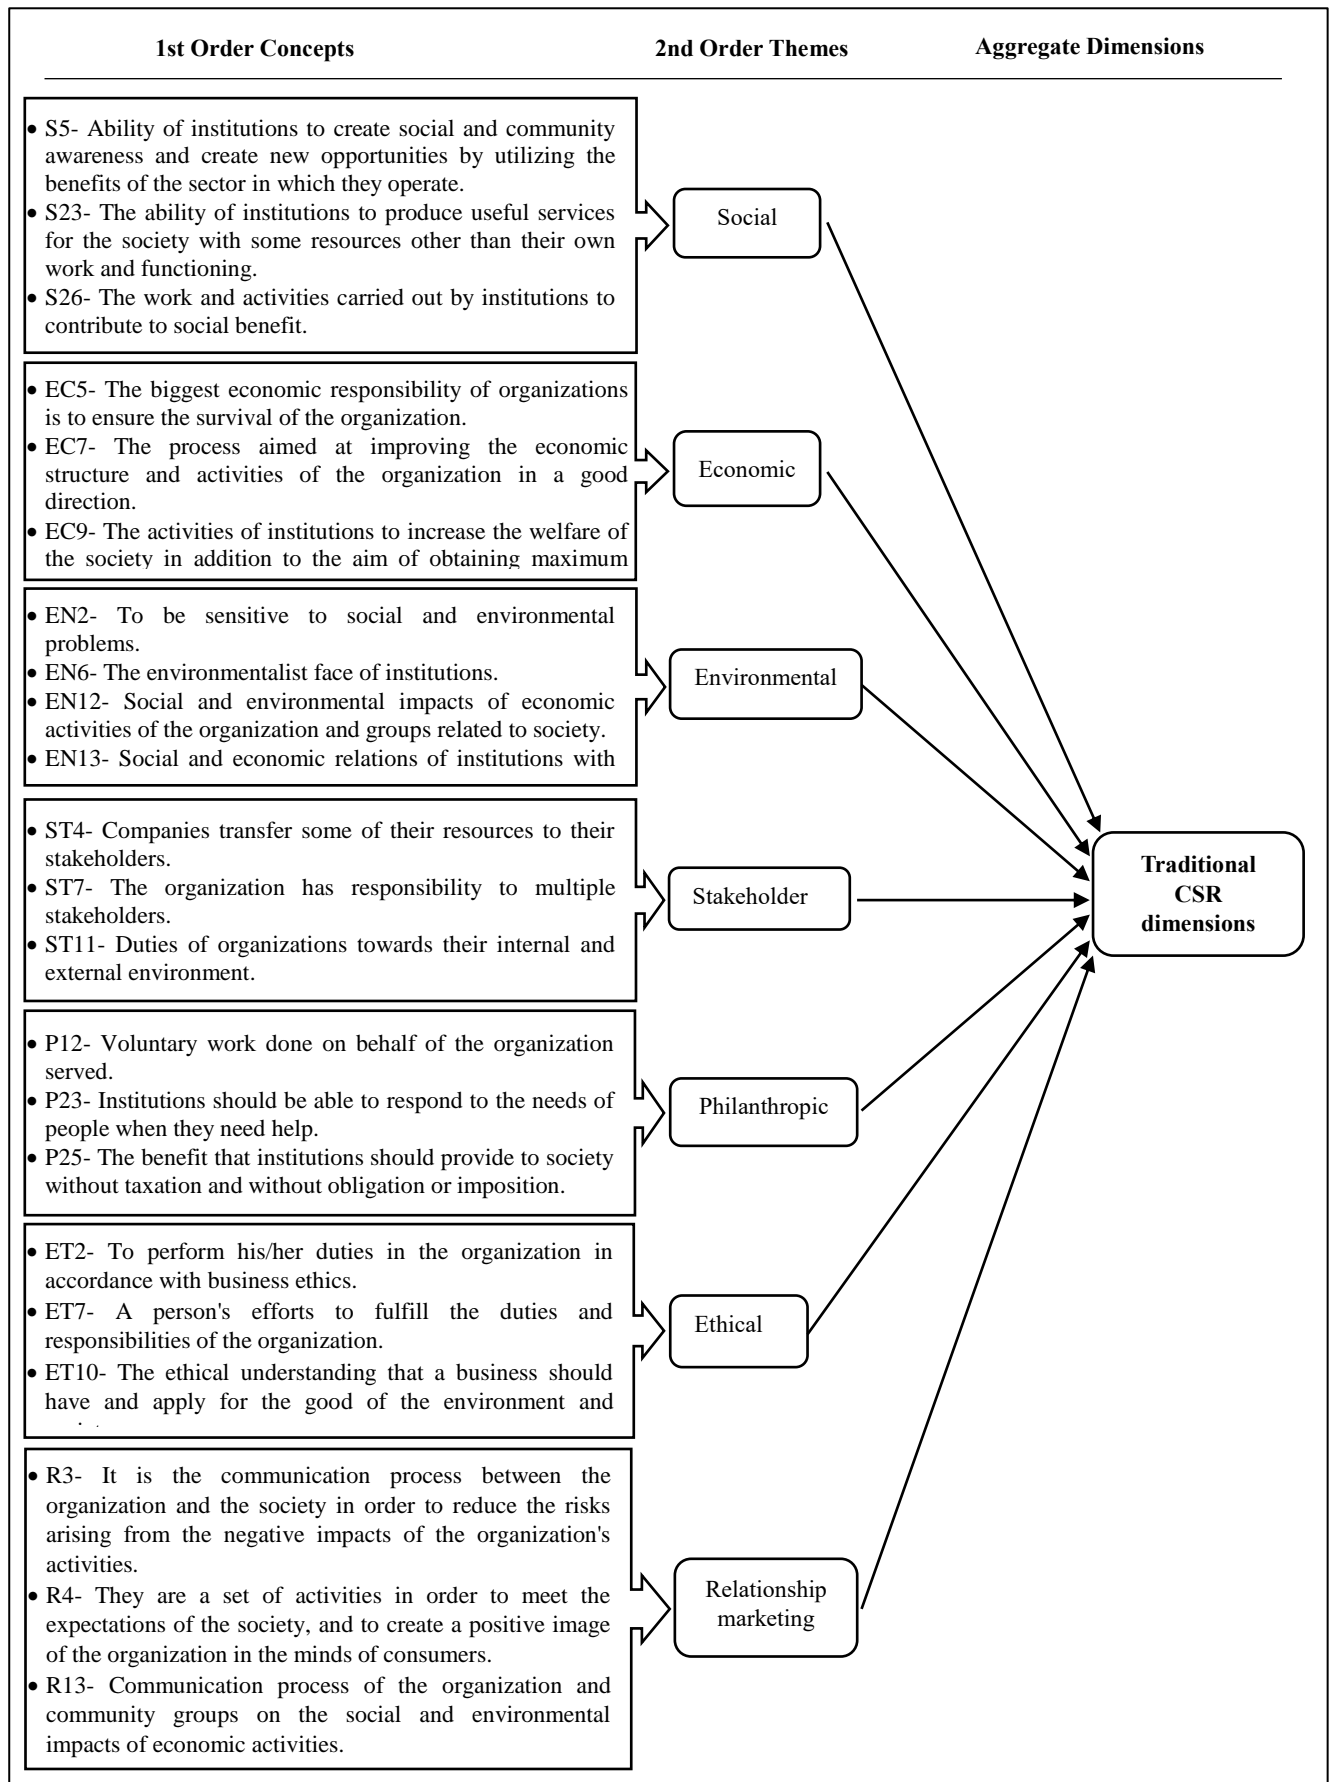 1st Order Concepts
2nd Order Themes
Aggregate Dimensions
• S5- Ability of institutions to create social and community
awareness and create new opportunities by utilizing the
benefits of the sector in which they operate.
• S23- The ability of institutions to produce useful services
for the society with some resources other than their own
work and functioning.
• S26- The work and activities carried out by institutions to
contribute to social benefit.
Social
• EC5- The biggest economic responsibility of organizations
is to ensure the survival of the organization.
• EC7- The process aimed at improving the economic
structure and activities of the organization in a good
direction.
• EC9- The activities of institutions to increase the welfare of
the society in addition to the aim of obtaining maximum
Economic
• EN2- To be sensitive to social and environmental
problems.
• EN6- The environmentalist face of institutions.
• EN12- Social and environmental impacts of economic
activities of the organization and groups related to society.
• EN13- Social and economic relations of institutions with
Environmental
• ST4- Companies transfer some of their resources to their
stakeholders.
• ST7- The organization has responsibility to multiple
stakeholders.
• ST11- Duties of organizations towards their internal and
external environment.
Stakeholder
Traditional
CSR
dimensions
• P12- Voluntary work done on behalf of the organization
served.
• P23- Institutions should be able to respond to the needs of
people when they need help.
• P25- The benefit that institutions should provide to society
without taxation and without obligation or imposition.
Philanthropic
• ET2- To perform his/her duties in the organization in
accordance with business ethics.
• ET7- A person's efforts to fulfill the duties and
responsibilities of the organization.
• ET10- The ethical understanding that a business should
have and apply for the good of the environment and
Ethical
• R3- It is the communication process between the
organization and the society in order to reduce the risks
arising from the negative impacts of the organization's
activities.
• R4- They are a set of activities in order to meet the
expectations of the society, and to create a positive image
of the organization in the minds of consumers.
• R13- Communication process of the organization and
community groups on the social and environmental
impacts of economic activities.
Relationship
marketing